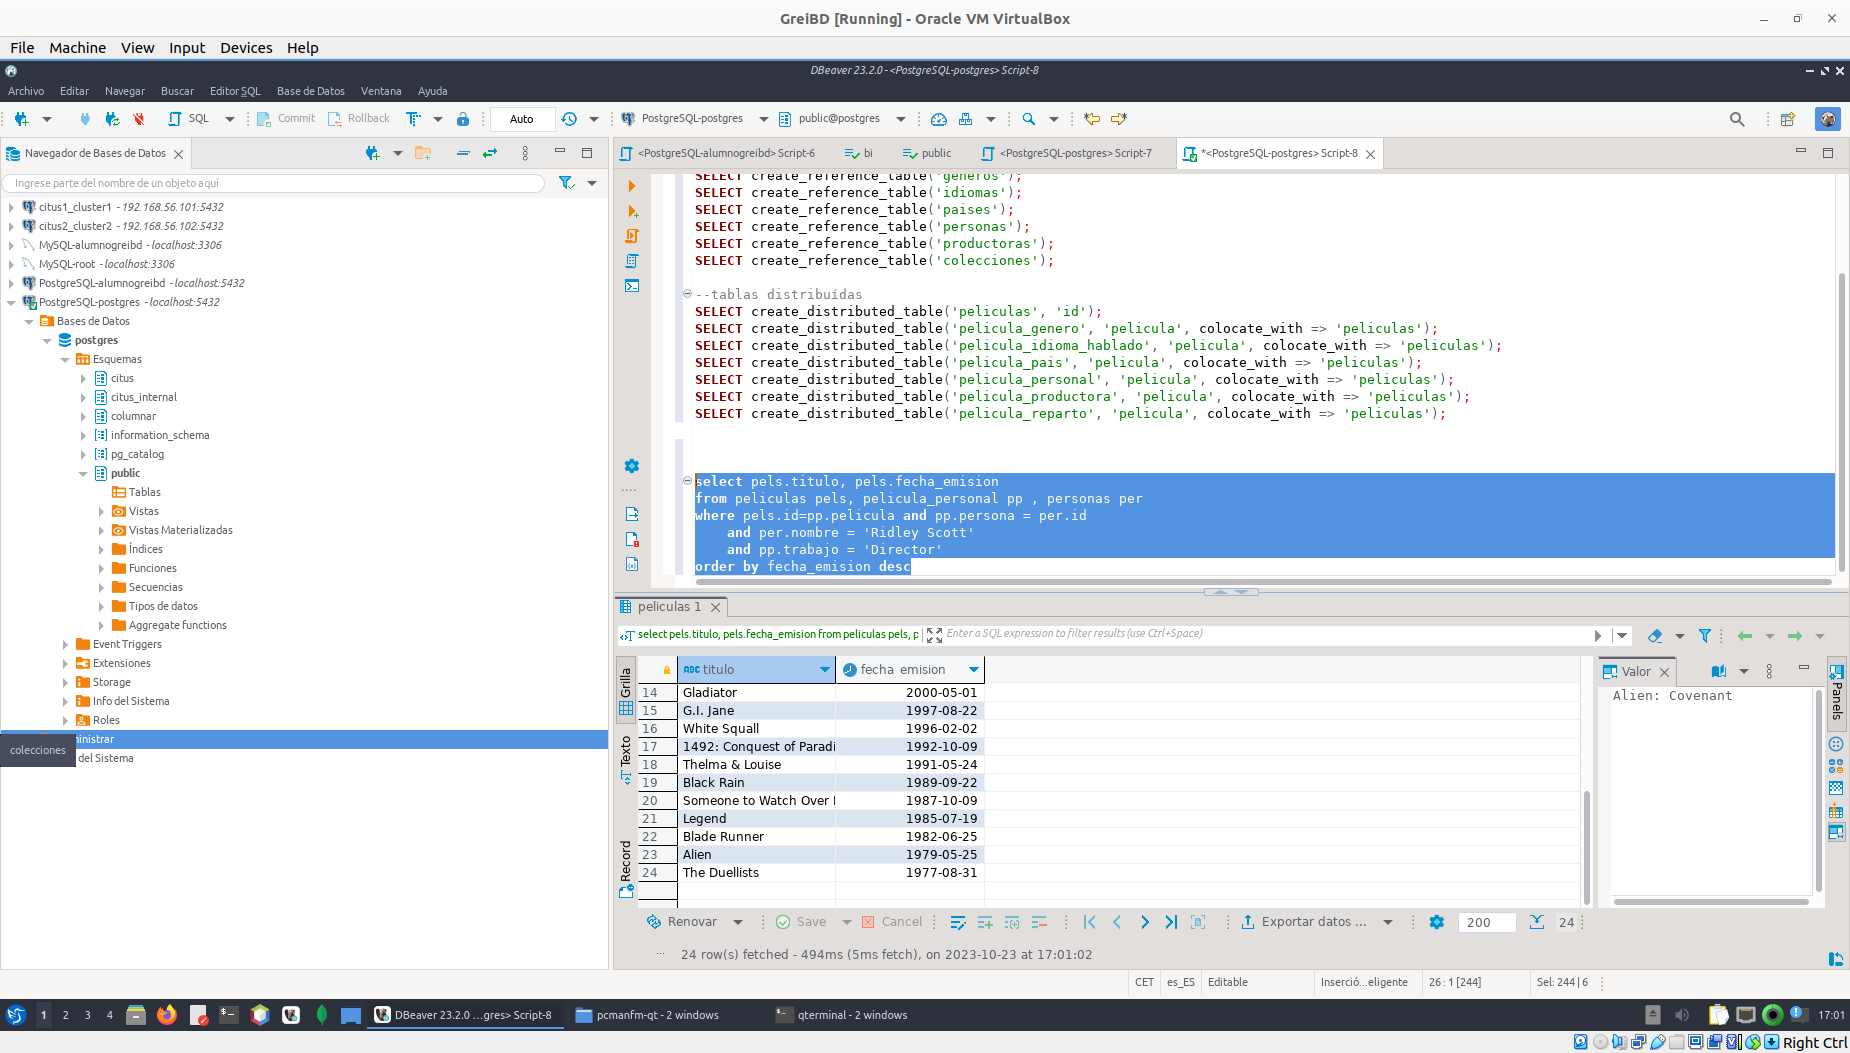 GreiBD [Running] - Oracle VM VirtualBox
File Machine View Input Devices Help
DBeaver 23.2.0 - <PostgreSQL-postgres> Script-8
Archivo Editar Navegar Buscar Editor SQL Base de Datos Ventana Ayuda
SQL Commit Rollback Auto PostgreSQL-postgres public@postgres
Navegador de Bases de Datos
<PostgreSQL-alumnogreibd> Script-6 bi public <PostgreSQL-postgres> Script-7 *<PostgreSQL-postgres> Script-8
Ingrese parte del nombre de un objeto aquí
citus1_cluster1 - 192.168.56.101:5432
citus2_cluster2 - 192.168.56.102:5432
MySQL-alumnogreibd - localhost:3306
MySQL-root - localhost:3306
PostgreSQL-alumnogreibd - localhost:5432
PostgreSQL-postgres - localhost:5432
Bases de Datos
postgres
Esquemas
citus
citus_internal
columnar
information_schema
pg_catalog
public
Tablas
Vistas
Vistas Materializadas
Índices
Funciones
Secuencias
Tipos de datos
Aggregate functions
Event Triggers
Extensiones
Storage
Info del Sistema
Roles
inistrar
colecciones
del Sistema
SELECT create_reference_table('generos');
SELECT create_reference_table('idiomas');
SELECT create_reference_table('paises');
SELECT create_reference_table('personas');
SELECT create_reference_table('productoras');
SELECT create_reference_table('colecciones');
--tablas distribuídas
SELECT create_distributed_table('peliculas', 'id');
SELECT create_distributed_table('pelicula_genero', 'pelicula', colocate_with => 'peliculas');
SELECT create_distributed_table('pelicula_idioma_hablado', 'pelicula', colocate_with => 'peliculas');
SELECT create_distributed_table('pelicula_pais', 'pelicula', colocate_with => 'peliculas');
SELECT create_distributed_table('pelicula_personal', 'pelicula', colocate_with => 'peliculas');
SELECT create_distributed_table('pelicula_productora', 'pelicula', colocate_with => 'peliculas');
SELECT create_distributed_table('pelicula_reparto', 'pelicula', colocate_with => 'peliculas');
select pels.titulo, pels.fecha_emision
from peliculas pels, pelicula_personal pp , personas per
where pels.id=pp.pelicula and pp.persona = per.id
and per.nombre = 'Ridley Scott'
and pp.trabajo = 'Director'
order by fecha_emision desc
peliculas 1
select pels.titulo, pels.fecha_emision from peliculas pels, p
Enter a SQL expression to filter results (use Ctrl+Space)
Grilla
Texto
Record
ABC titulo fecha emision
14 Gladiator 2000-05-01
15 G.I. Jane 1997-08-22
16 White Squall 1996-02-02
17 1492: Conquest of Paradi 1992-10-09
18 Thelma & Louise 1991-05-24
19 Black Rain 1989-09-22
20 Someone to Watch Over 1987-10-09
21 Legend 1985-07-19
22 Blade Runner 1982-06-25
23 Alien 1979-05-25
24 The Duellists 1977-08-31
Valor
Alien: Covenant
Panels
Renovar Save Cancel Exportar datos ... 200 24
24 row(s) fetched - 494ms (5ms fetch), on 2023-10-23 at 17:01:02
CET es_ES Editable Inserció...eligente 26 : 1 [244] Sel: 244 | 6
1 2 3 4 DBeaver 23.2.0 ...gres> Script-8 pcmanfm-qt - 2 windows qterminal - 2 windows 17:01
Right Ctrl